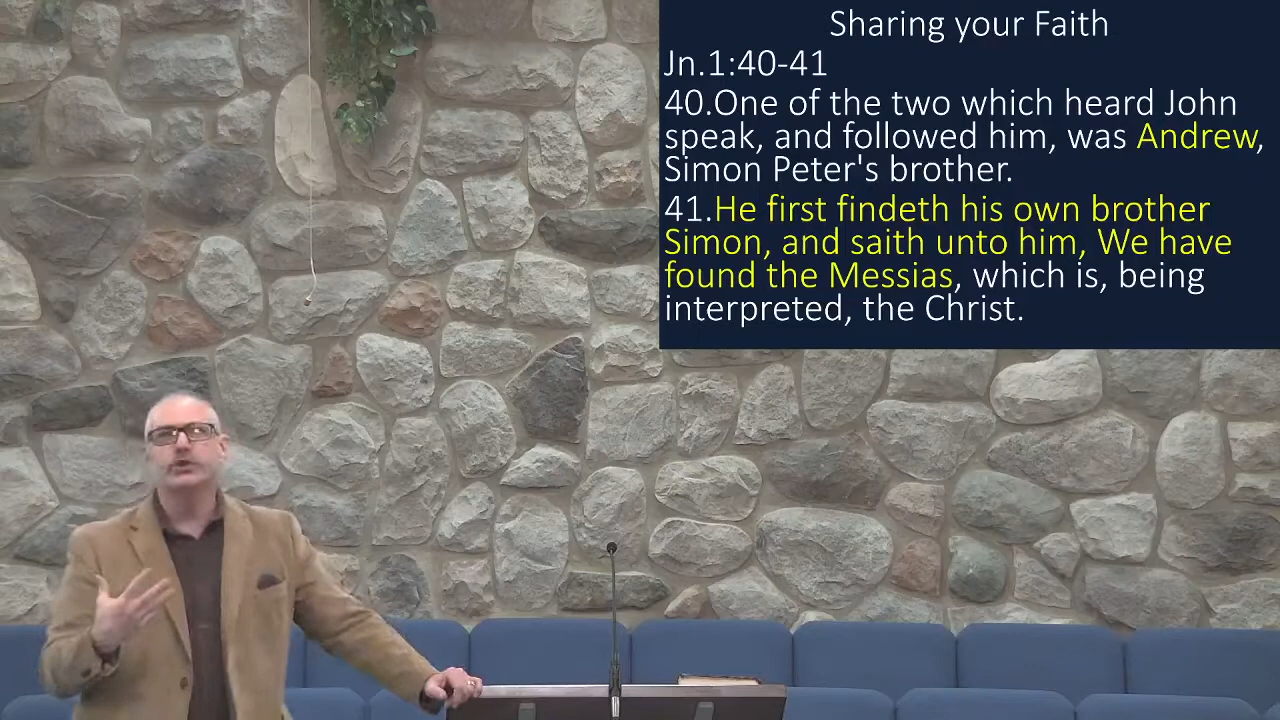 Sharing your Faith
Jn.1:40-41
40.One of the two which heard John
speak, and followed him, was Andrew,
Simon Peter's brother.
41.He first findeth his own brother
Simon, and saith unto him, We have
found the Messias, which is, being
interpreted, the Christ.